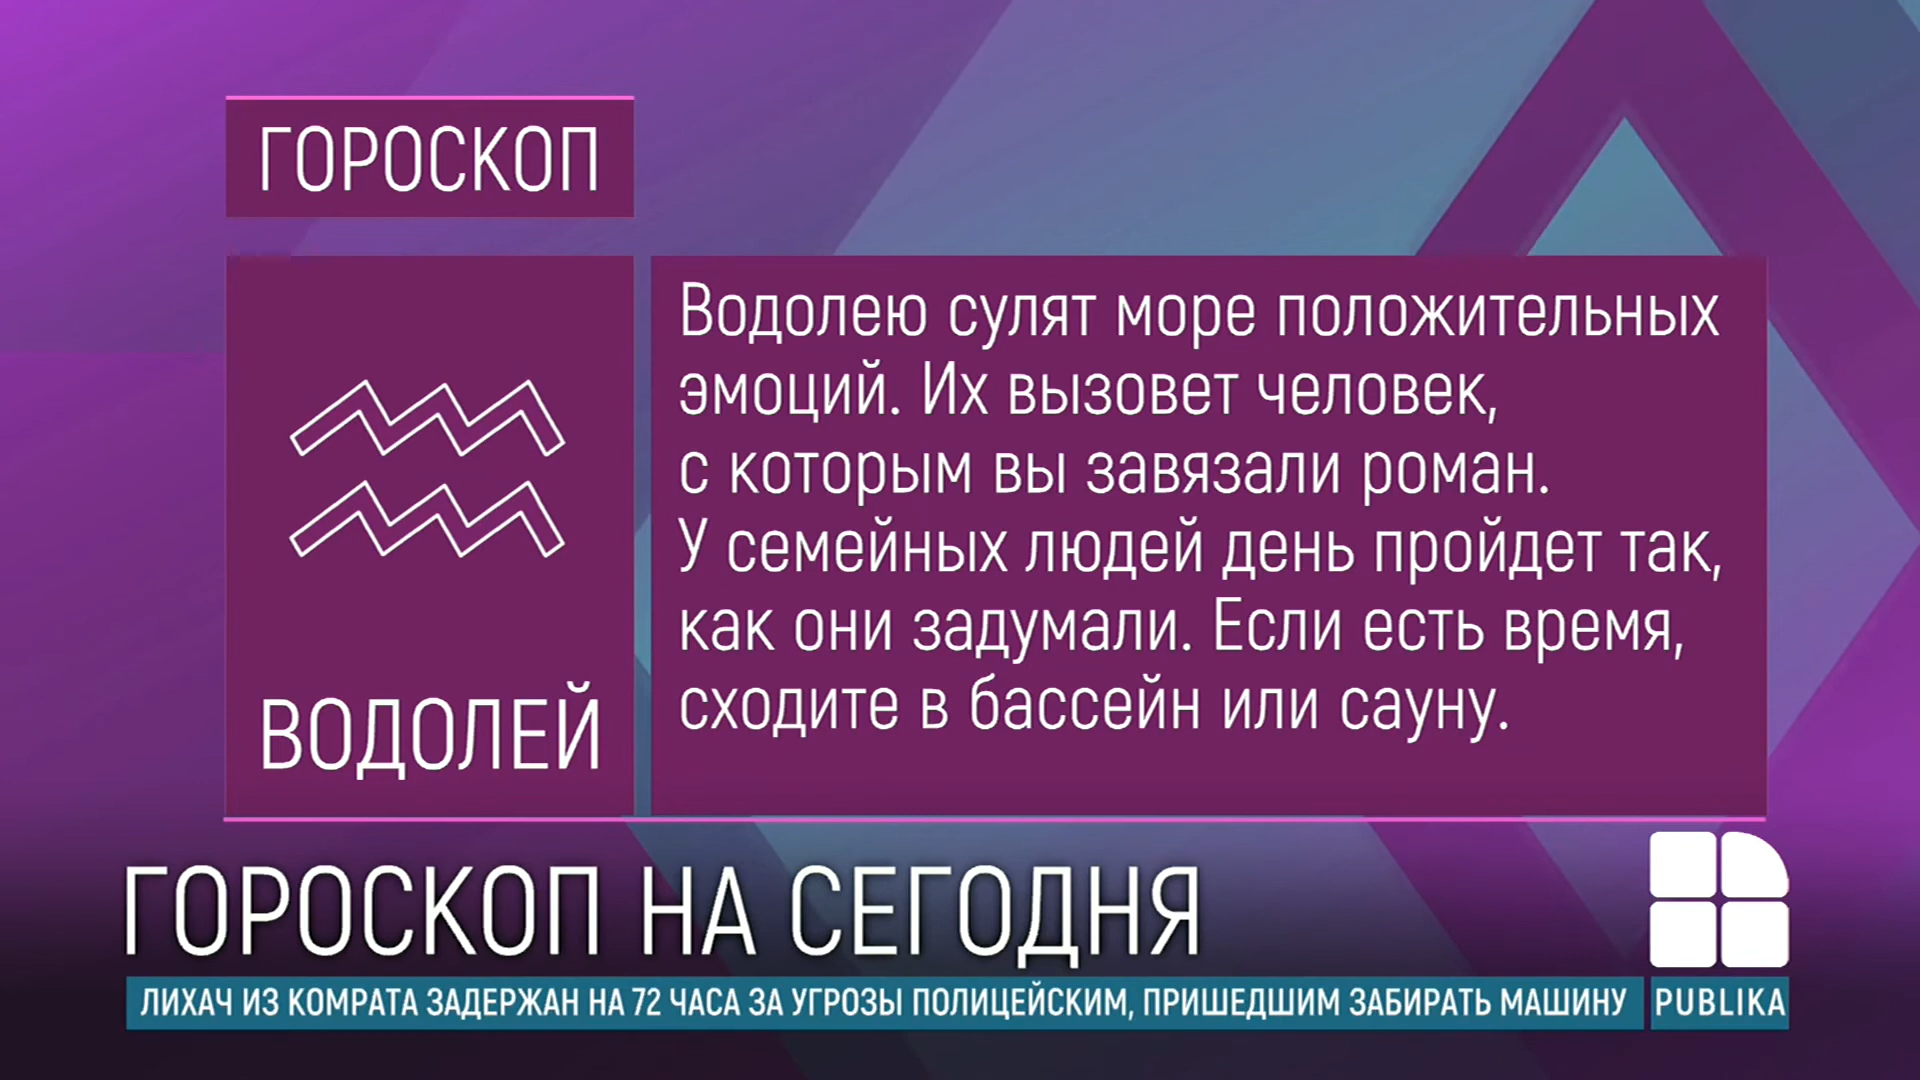 ГОРОСКОП
ВОДОЛЕЙ
Водолею сулят море положительных
эмоций. Их вызовет человек,
с которым вы завязали роман.
У семейных людей день пройдет так,
как они задумали. Если есть время,
сходите в бассейн или сауну.
ГОРОСКОП НА СЕГОДНЯ
ЛИХАЧ ИЗ КОМРАТА ЗАДЕРЖАН НА 72 ЧАСА ЗА УГРОЗЫ ПОЛИЦЕЙСКИМ, ПРИШЕДШИМ ЗАБИРАТЬ МАШИНУ
PUBLIKA